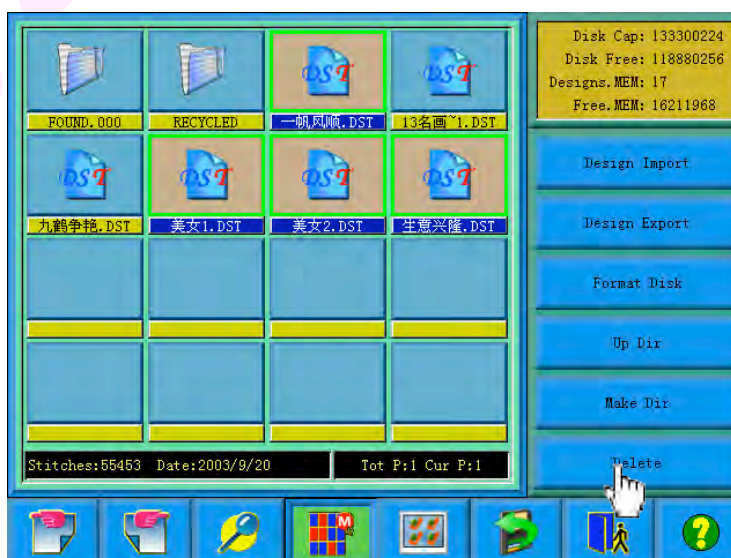 Disk Cap: 133300224
Disk Free: 118880256
Designs.MEM: 17
Free.MEM: 16211968
DST
DST
FOUND.000
RECYCLED
一帆风顺.DST
13名画~1.DST
DST
DST
DST
DST
九鹤争艳.DST
美女1.DST
美女2.DST
生意兴隆.DST
Design Import
Design Export
Format Disk
Up Dir
Make Dir
Delete
Stitches:55453 Date:2003/9/20
Tot P:1 Cur P:1
M
?